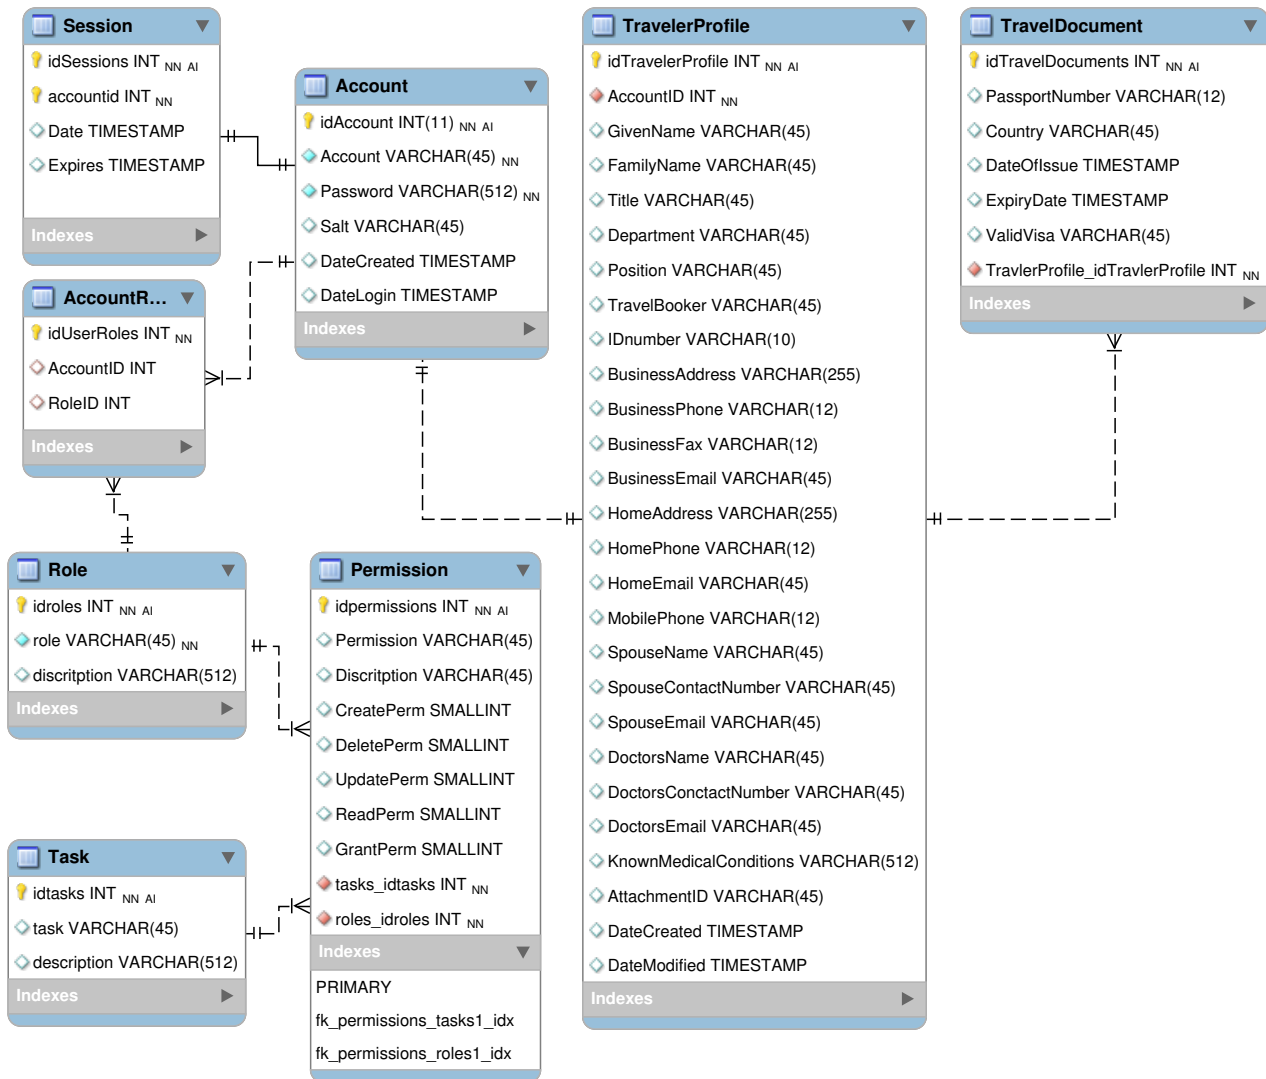 Session
idSessions INT NN AI
accountid INT NN
Date TIMESTAMP
Expires TIMESTAMP
Indexes
Account
idAccount INT(11) NN AI
Account VARCHAR(45) NN
Password VARCHAR(512) NN
Salt VARCHAR(45)
DateCreated TIMESTAMP
DateLogin TIMESTAMP
Indexes
AccountR...
idUserRoles INT NN
AccountID INT
RoleID INT
Indexes
Role
idroles INT NN AI
role VARCHAR(45) NN
discritption VARCHAR(512)
Indexes
Task
idtasks INT NN AI
task VARCHAR(45)
description VARCHAR(512)
Indexes
Permission
idpermissions INT NN AI
Permission VARCHAR(45)
Discritption VARCHAR(45)
CreatePerm SMALLINT
DeletePerm SMALLINT
UpdatePerm SMALLINT
ReadPerm SMALLINT
GrantPerm SMALLINT
tasks_idtasks INT NN
roles_idroles INT NN
Indexes
PRIMARY
fk_permissions_tasks1_idx
fk_permissions_roles1_idx
TravelerProfile
idTravelerProfile INT NN AI
AccountID INT NN
GivenName VARCHAR(45)
FamilyName VARCHAR(45)
Title VARCHAR(45)
Department VARCHAR(45)
Position VARCHAR(45)
TravelBooker VARCHAR(45)
IDnumber VARCHAR(10)
BusinessAddress VARCHAR(255)
BusinessPhone VARCHAR(12)
BusinessFax VARCHAR(12)
BusinessEmail VARCHAR(45)
HomeAddress VARCHAR(255)
HomePhone VARCHAR(12)
HomeEmail VARCHAR(45)
MobilePhone VARCHAR(12)
SpouseName VARCHAR(45)
SpouseContactNumber VARCHAR(45)
SpouseEmail VARCHAR(45)
DoctorsName VARCHAR(45)
DoctorsConctactNumber VARCHAR(45)
DoctorsEmail VARCHAR(45)
KnownMedicalConditions VARCHAR(512)
AttachmentID VARCHAR(45)
DateCreated TIMESTAMP
DateModified TIMESTAMP
Indexes
TravelDocument
idTravelDocuments INT NN AI
PassportNumber VARCHAR(12)
Country VARCHAR(45)
DateOfIssue TIMESTAMP
ExpiryDate TIMESTAMP
ValidVisa VARCHAR(45)
TravlerProfile_idTravlerProfile INT NN
Indexes